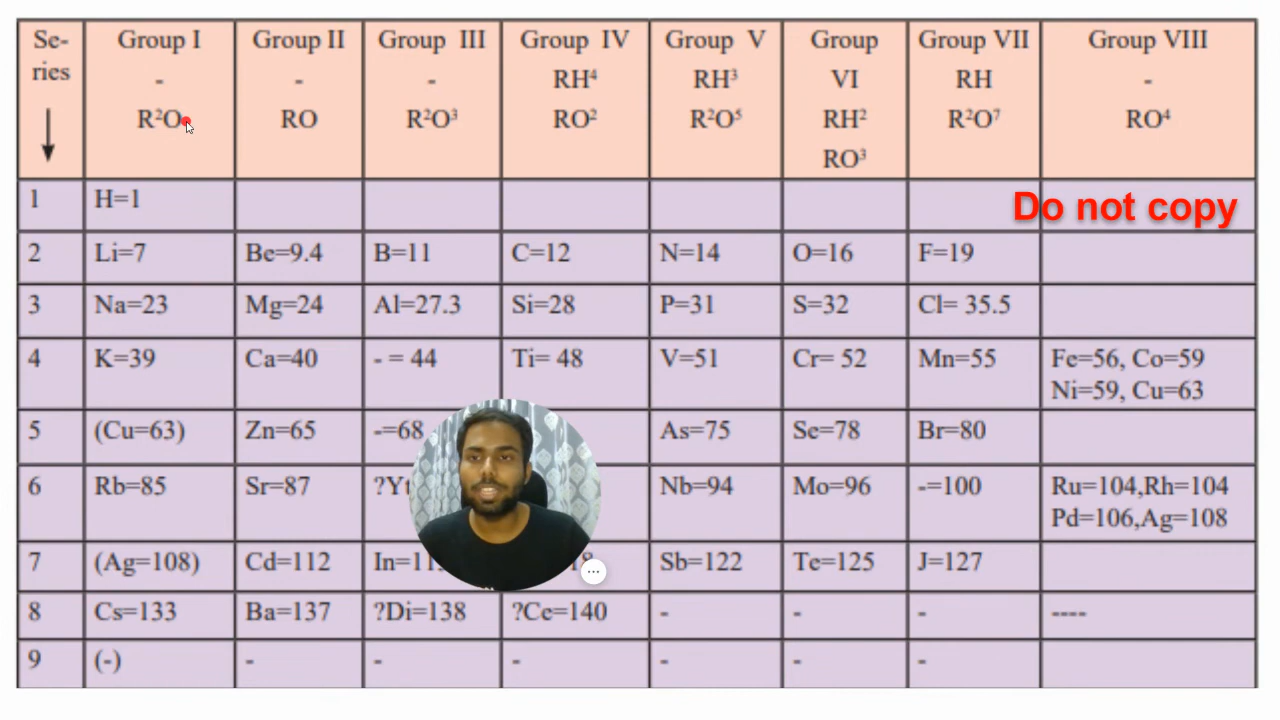 Se-
ries
Group I
-
R²O
Group II
-
RO
Group III
-
R²O³
Group IV
RH⁴
RO²
Group V
RH³
R²O⁵
Group
VI
RH²
RO³
Group VII
RH
R²O⁷
Group VIII
-
RO⁴
Do not copy
1 H=1
2 Li=7 Be=9.4 B=11 C=12 N=14 O=16 F=19
3 Na=23 Mg=24 Al=27.3 Si=28 P=31 S=32 Cl= 35.5
4 K=39 Ca=40 - = 44 Ti= 48 V=51 Cr= 52 Mn=55 Fe=56, Co=59
Ni=59, Cu=63
5 (Cu=63) Zn=65 -=68 As=75 Se=78 Br=80
6 Rb=85 Sr=87 Nb=94 Mo=96 -=100 Ru=104,Rh=104
Pd=106,Ag=108
7 (Ag=108) Cd=112 Sb=122 Te=125 J=127
8 Cs=133 Ba=137 ?Di=138 ?Ce=140 - - - ----
9 (-) - - - - - -